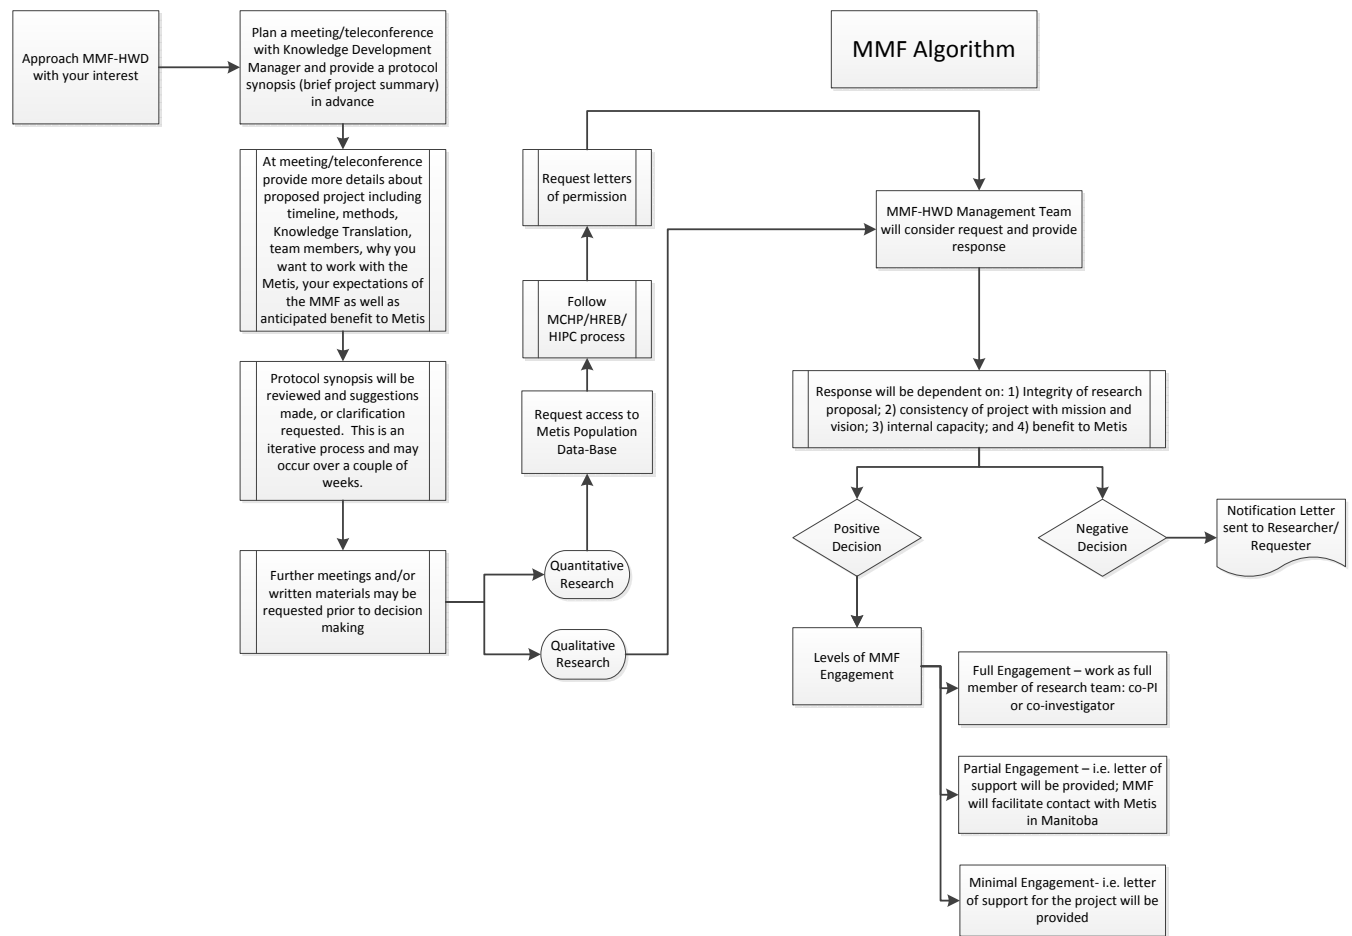 Approach MMF-HWD
with your interest
Plan a meeting/teleconference
with Knowledge Development
Manager and provide a protocol
synopsis (brief project summary)
in advance
MMF Algorithm
At meeting/teleconference
provide more details about
proposed project including
timeline, methods,
Knowledge Translation,
team members, why you
want to work with the
Metis, your expectations of
the MMF as well as
anticipated benefit to Metis
Protocol synopsis will be
reviewed and suggestions
made, or clarification
requested.  This is an
iterative process and may
occur over a couple of
weeks.
Further meetings and/or
written materials may be
requested prior to decision
making
Quantitative
Research
Qualitative
Research
Request access to
Metis Population
Data-Base
Follow
MCHP/HREB/
HIPC process
Request letters
of permission
MMF-HWD Management Team
will consider request and provide
response
Response will be dependent on: 1) Integrity of research
proposal; 2) consistency of project with mission and
vision; 3) internal capacity; and 4) benefit to Metis
Positive
Decision
Negative
Decision
Notification Letter
sent to Researcher/
Requester
Levels of MMF
Engagement
Full Engagement – work as full
member of research team: co-PI
or co-investigator
Partial Engagement – i.e. letter of
support will be provided; MMF
will facilitate contact with Metis
in Manitoba
Minimal Engagement- i.e. letter
of support for the project will be
provided